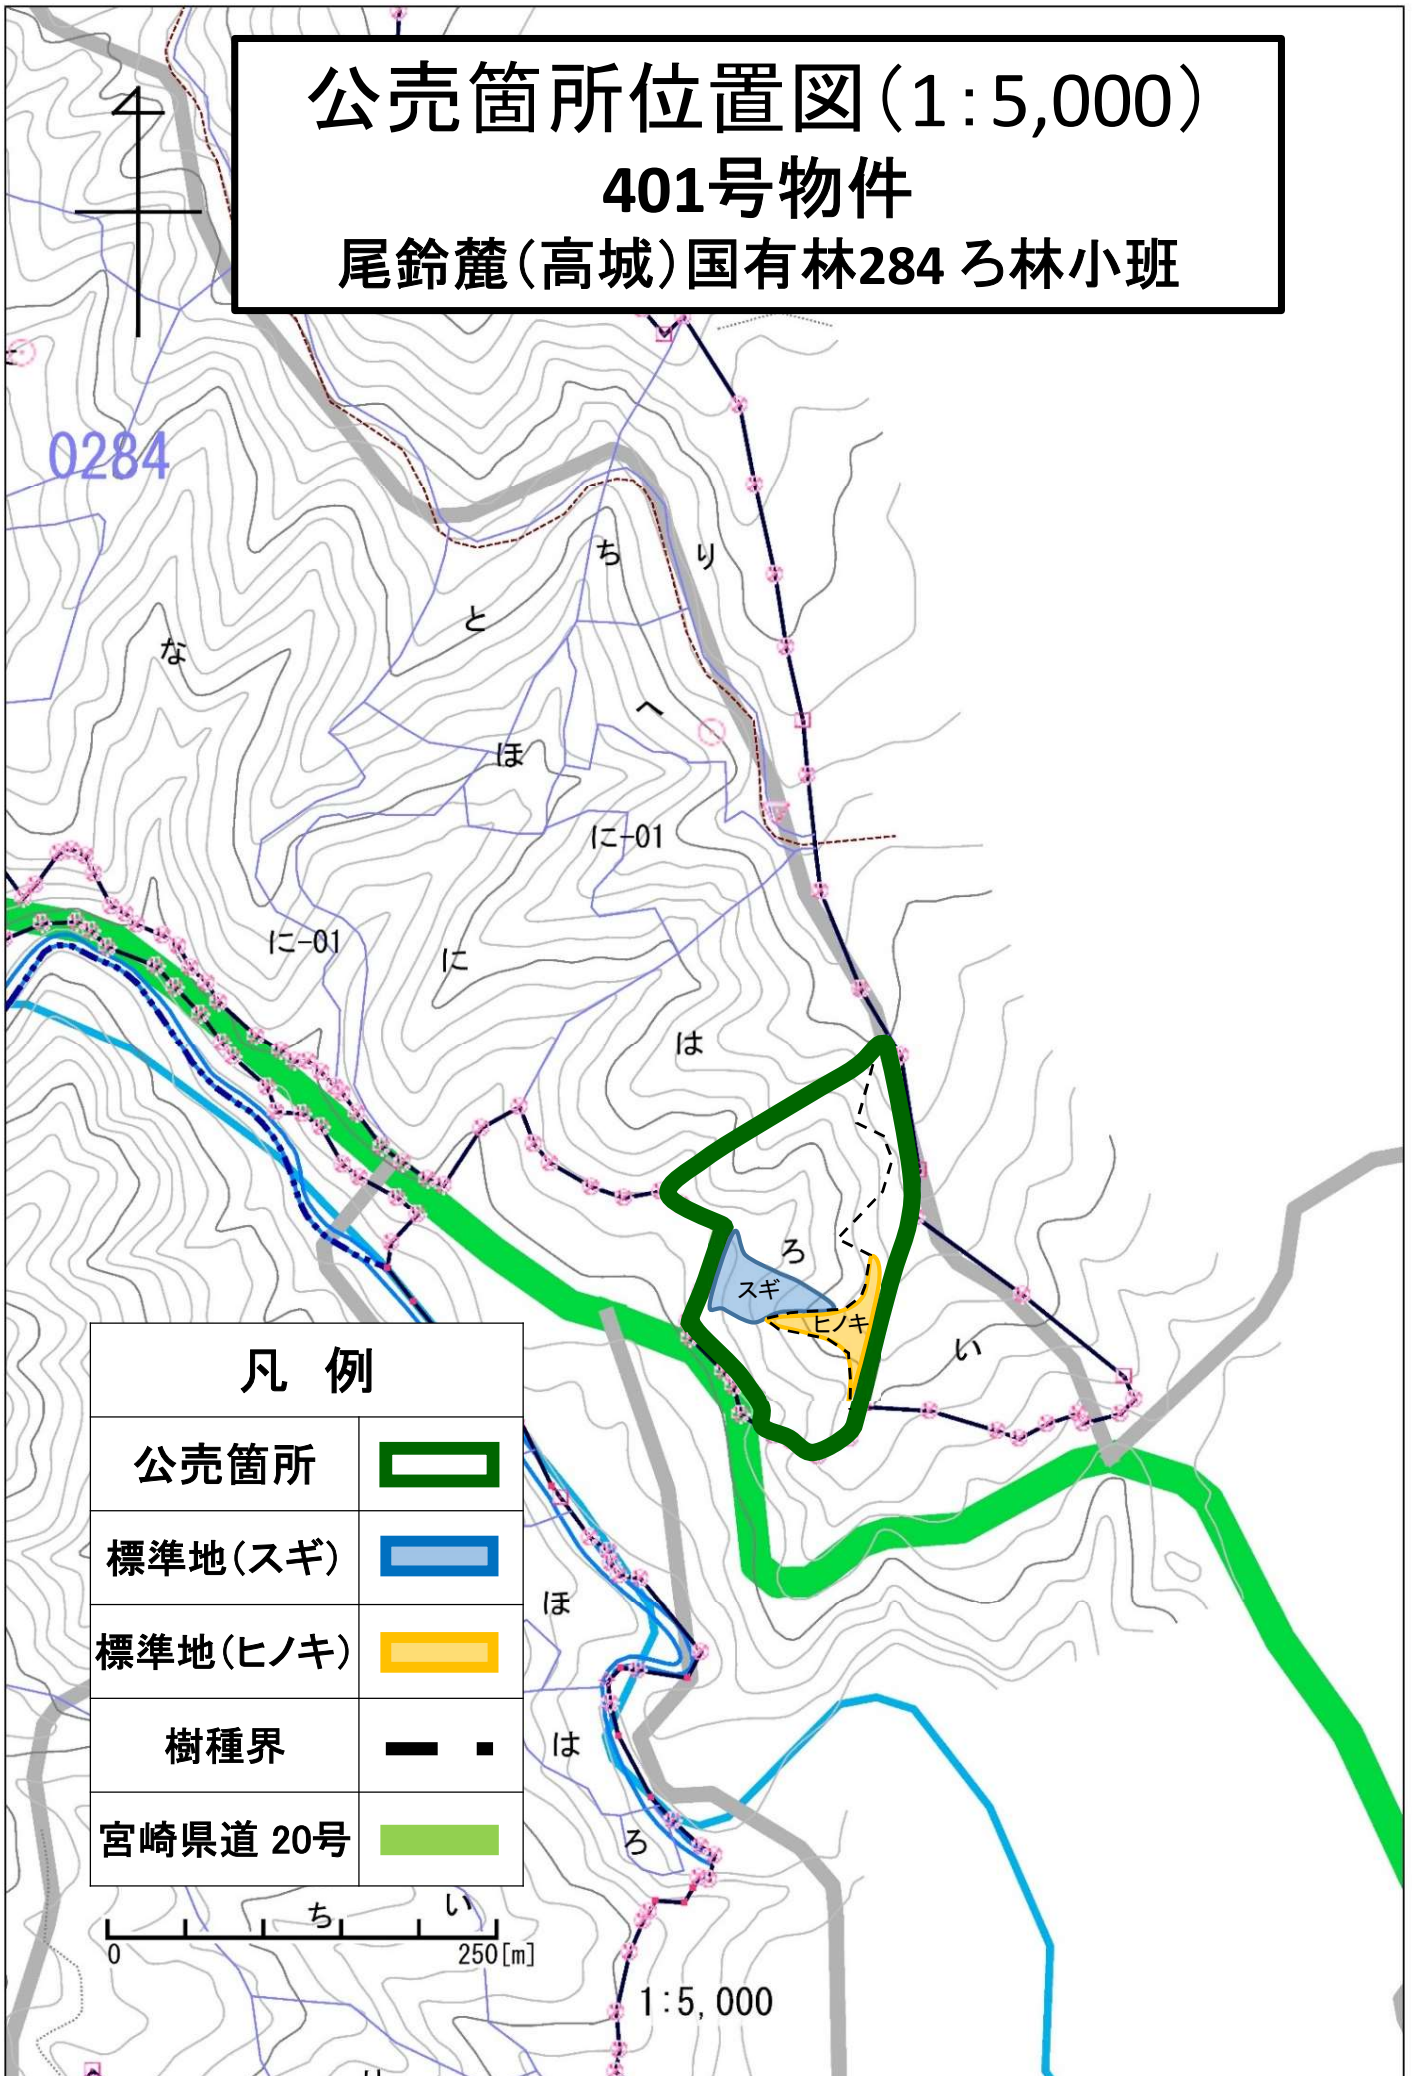 公売箇所位置図（1：5,000）
401号物件
尾鈴麓（高城）国有林284 ろ林小班
0284
ち
り
と
な
へ
ほ
に-01
に-01
に
は
ろ
スギ
ヒノキ
い
凡 例
公売箇所
標準地（スギ）
標準地（ヒノキ）
樹種界
宮崎県道 20号
ほ
は
ろ
ち
い
0
250[m]
1:5,000